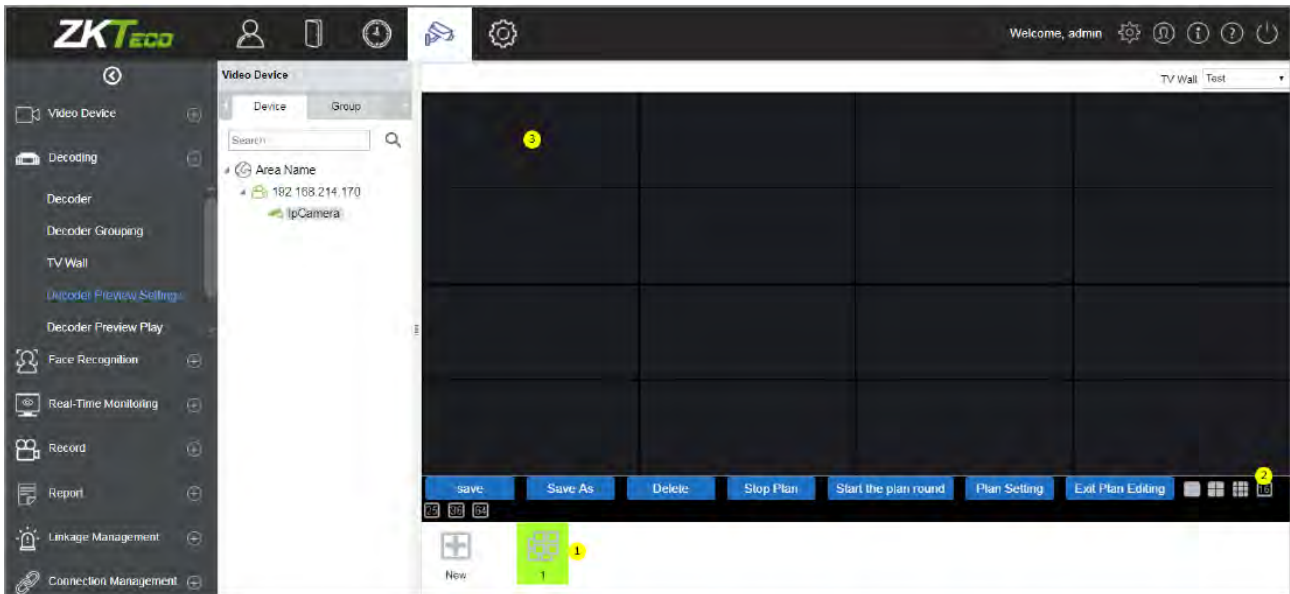 ZKTeco
Welcome, admin
Video Device
TV Wall Test
Video Device
Device Group
Search
Decoding
Area Name
192.168.214.170
IpCamera
Decoder
Decoder Grouping
TV Wall
Decoder Preview Settings
Decoder Preview Play
Face Recognition
Real-Time Monitoring
Record
Report
Linkage Management
Connection Management
3
2
save Save As Delete Stop Plan Start the plan round Plan Setting Exit Plan Editing 16
25 36 64
1
New 1